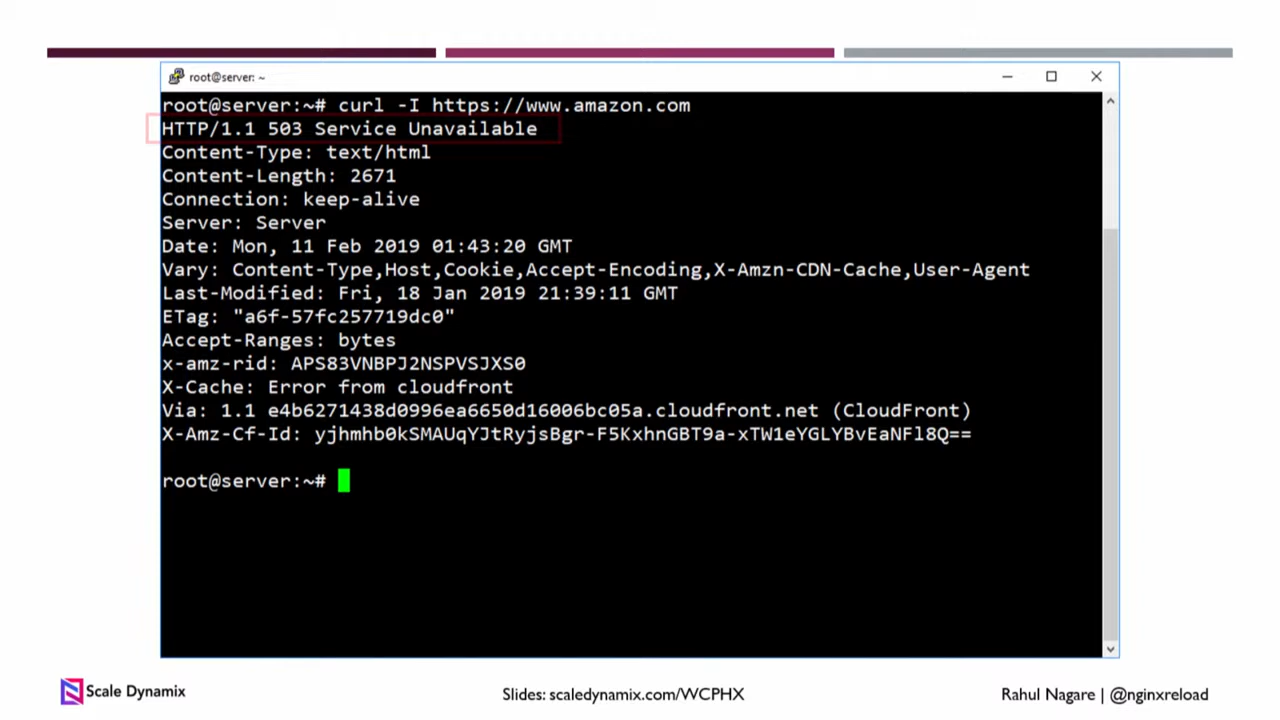 root@server: ~
root@server:~# curl -I https://www.amazon.com
HTTP/1.1 503 Service Unavailable
Content-Type: text/html
Content-Length: 2671
Connection: keep-alive
Server: Server
Date: Mon, 11 Feb 2019 01:43:20 GMT
Vary: Content-Type,Host,Cookie,Accept-Encoding,X-Amzn-CDN-Cache,User-Agent
Last-Modified: Fri, 18 Jan 2019 21:39:11 GMT
ETag: "a6f-57fc257719dc0"
Accept-Ranges: bytes
x-amz-rid: APS83VNBPJ2NSPVSJXS0
X-Cache: Error from cloudfront
Via: 1.1 e4b6271438d0996ea6650d16006bc05a.cloudfront.net (CloudFront)
X-Amz-Cf-Id: yjhmhb0kSMAUqYJtRyjsBgr-F5KxhnGBT9a-xTW1eYGLYBvEaNFl8Q==
root@server:~#
Scale Dynamix
Slides: scaledynamix.com/WCPHX
Rahul Nagare | @nginxreload